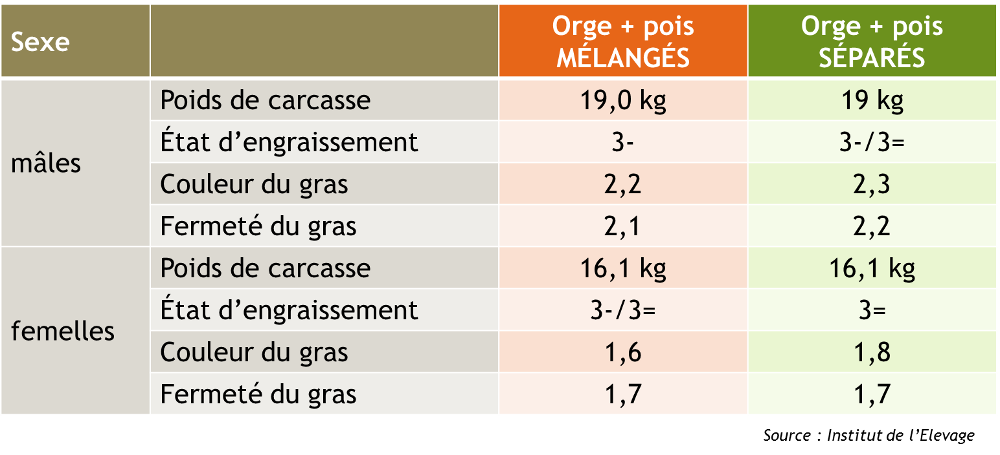 Sexe
Orge + pois
MÉLANGÉS
Orge + pois
SÉPARÉS
mâles
Poids de carcasse 19,0 kg 19 kg
État d’engraissement 3- 3-/3=
Couleur du gras 2,2 2,3
Fermeté du gras 2,1 2,2
femelles
Poids de carcasse 16,1 kg 16,1 kg
État d’engraissement 3-/3= 3=
Couleur du gras 1,6 1,8
Fermeté du gras 1,7 1,7
Source : Institut de l’Elevage